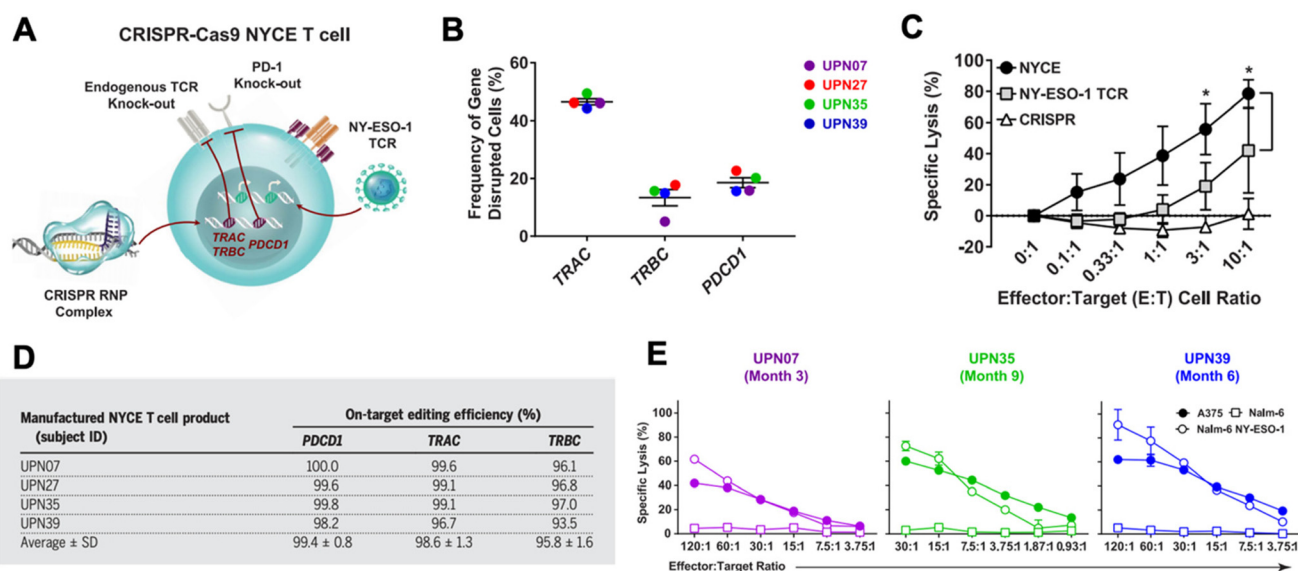 A
CRISPR-Cas9 NYCE T cell
Endogenous TCR
Knock-out
PD-1
Knock-out
NY-ESO-1
TCR
TRAC
TRBC
PDCD1
CRISPR RNP
Complex
B
Frequency of Gene
Disrupted Cells (%)
60
40
20
0
TRAC
TRBC
PDCD1
UPN07
UPN27
UPN35
UPN39
C
Specific Lysis (%)
100
80
60
40
20
0
-20
NYCE
NY-ESO-1 TCR
CRISPR
*
*
0:1
0.1:1
0.33:1
1:1
3:1
10:1
Effector:Target (E:T) Cell Ratio
D
Manufactured NYCE T cell product
(subject ID)
On-target editing efficiency (%)
PDCD1 TRAC TRBC
UPN07 100.0 99.6 96.1
UPN27 99.6 99.1 96.8
UPN35 99.8 99.1 97.0
UPN39 98.2 96.7 93.5
Average ± SD 99.4 ± 0.8 98.6 ± 1.3 95.8 ± 1.6
E
UPN07
(Month 3)
UPN35
(Month 9)
UPN39
(Month 6)
Specific Lysis (%)
100
80
60
40
20
0
A375 Nalm-6
Nalm-6 NY-ESO-1
120:1 60:1 30:1 15:1 7.5:1 3.75:1
30:1 15:1 7.5:1 3.75:1 1.87:1 0.93:1
120:1 60:1 30:1 15:1 7.5:1 3.75:1
Effector:Target Ratio